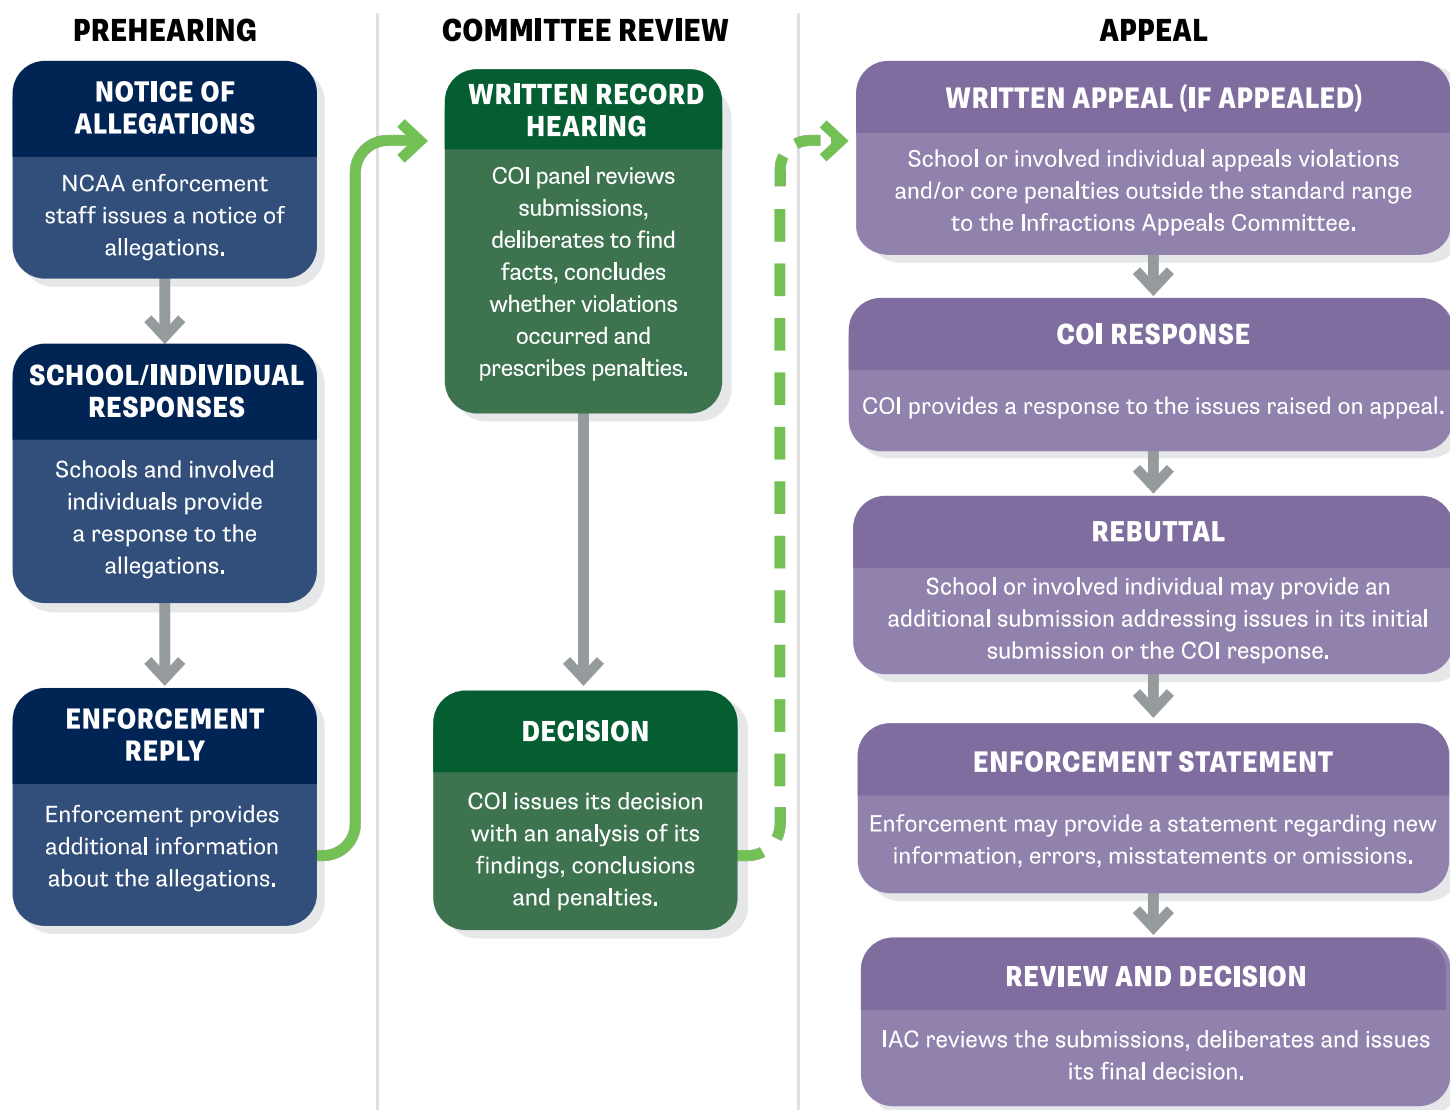 PREHEARING
NOTICE OF
ALLEGATIONS
NCAA enforcement
staff issues a notice of
allegations.
SCHOOL/INDIVIDUAL
RESPONSES
Schools and involved
individuals provide
a response to the
allegations.
ENFORCEMENT
REPLY
Enforcement provides
additional information
about the allegations.
COMMITTEE REVIEW
WRITTEN RECORD
HEARING
COI panel reviews
submissions,
deliberates to find
facts, concludes
whether violations
occurred and
prescribes penalties.
DECISION
COI issues its decision
with an analysis of its
findings, conclusions
and penalties.
APPEAL
WRITTEN APPEAL (IF APPEALED)
School or involved individual appeals violations
and/or core penalties outside the standard range
to the Infractions Appeals Committee.
COI RESPONSE
COI provides a response to the issues raised on appeal.
REBUTTAL
School or involved individual may provide an
additional submission addressing issues in its initial
submission or the COI response.
ENFORCEMENT STATEMENT
Enforcement may provide a statement regarding new
information, errors, misstatements or omissions.
REVIEW AND DECISION
IAC reviews the submissions, deliberates and issues
its final decision.